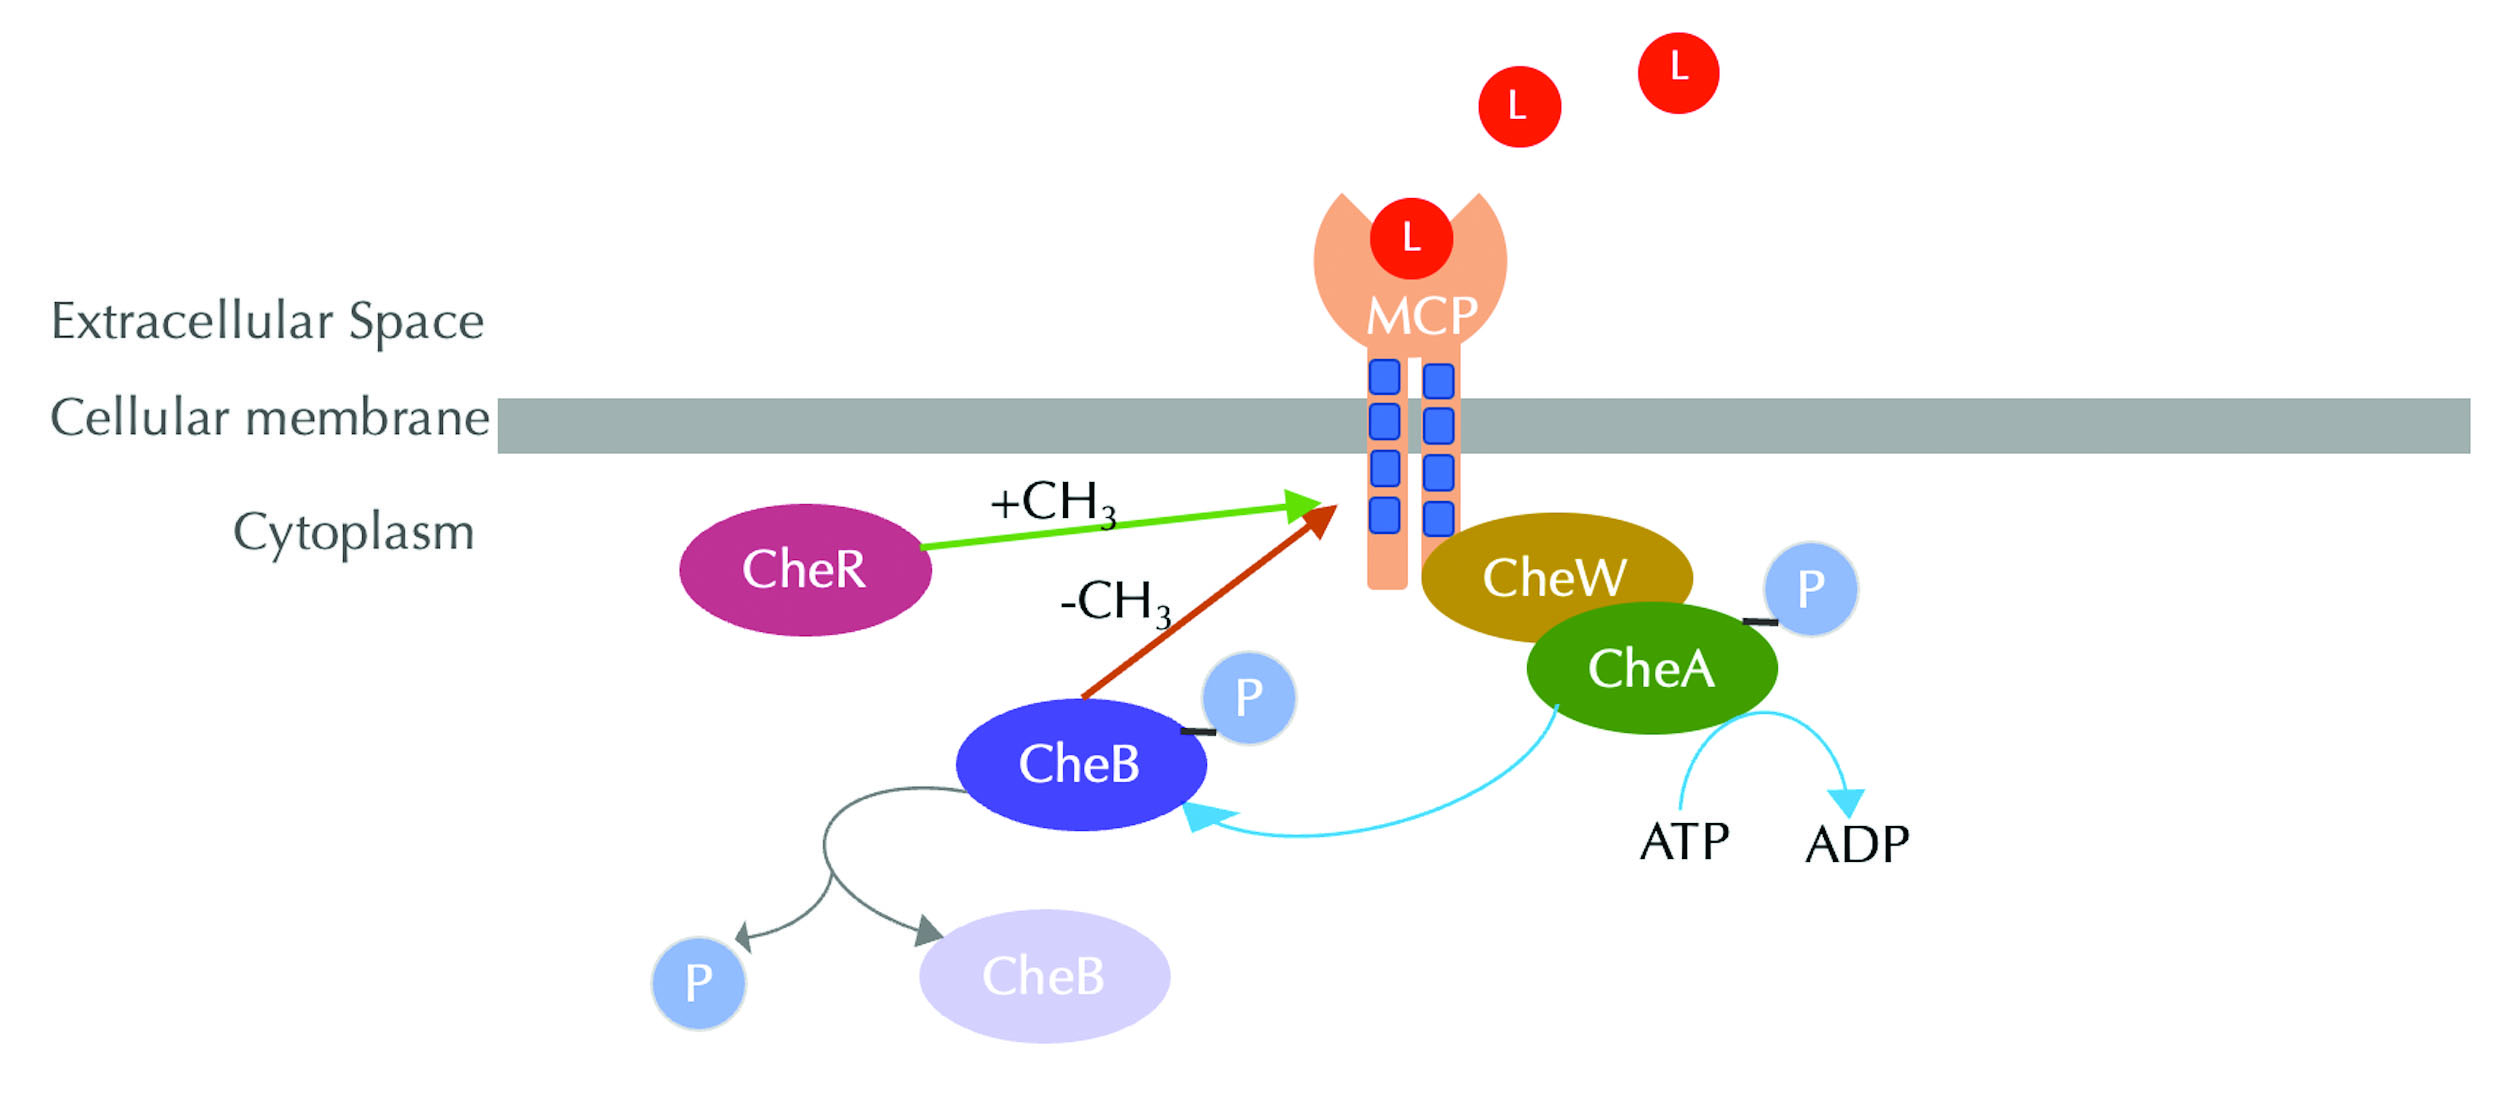 L
L
L
MCP
Extracellular Space
Cellular membrane
Cytoplasm
+CH3
CheR
-CH3
CheW
P
CheA
P
CheB
ATP
ADP
P
CheB